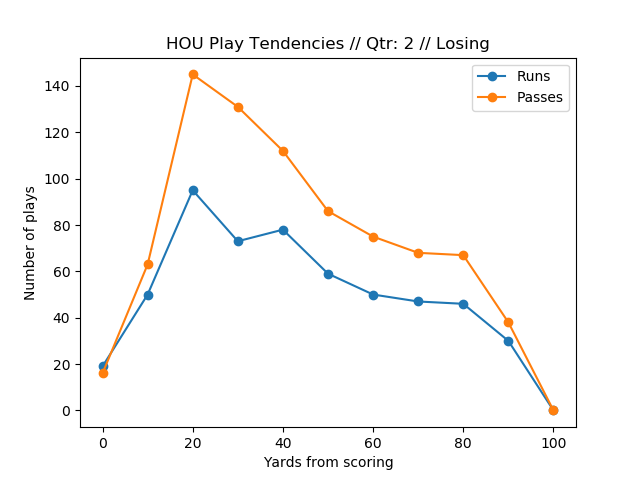 HOU Play Tendencies // Qtr: 2 // Losing
Runs
Passes
Number of plays
140
120
100
80
60
40
20
0
0 20 40 60 80 100
Yards from scoring